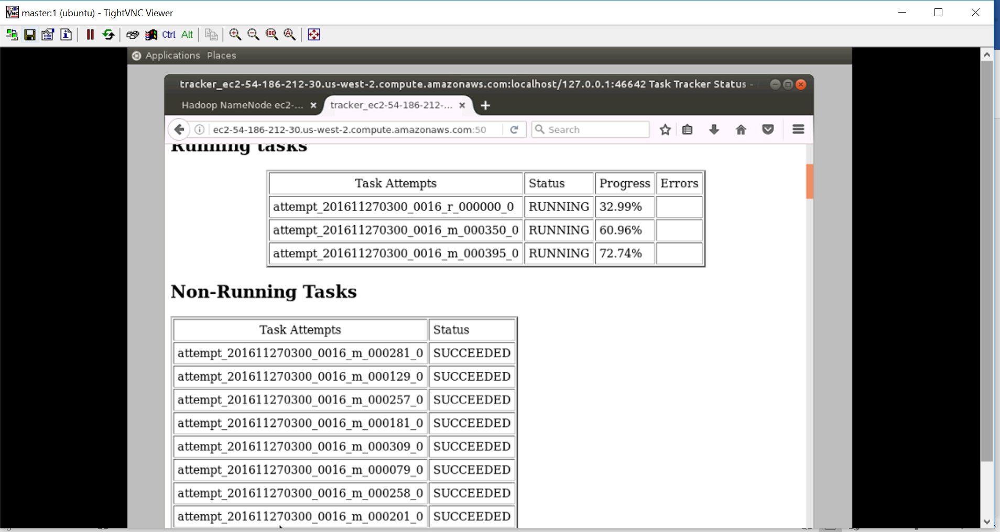 master:1 (ubuntu) - TightVNC Viewer
Ctrl Alt
Applications Places
tracker_ec2-54-186-212-30.us-west-2.compute.amazonaws.com:localhost/127.0.0.1:46642 Task Tracker Status -
Hadoop NameNode ec2-... tracker_ec2-54-186-212-...
ec2-54-186-212-30.us-west-2.compute.amazonaws.com:50 Search
Running tasks
Task Attempts Status Progress Errors
attempt_201611270300_0016_r_000000_0 RUNNING 32.99%
attempt_201611270300_0016_m_000350_0 RUNNING 60.96%
attempt_201611270300_0016_m_000395_0 RUNNING 72.74%
Non-Running Tasks
Task Attempts Status
attempt_201611270300_0016_m_000281_0 SUCCEEDED
attempt_201611270300_0016_m_000129_0 SUCCEEDED
attempt_201611270300_0016_m_000257_0 SUCCEEDED
attempt_201611270300_0016_m_000181_0 SUCCEEDED
attempt_201611270300_0016_m_000309_0 SUCCEEDED
attempt_201611270300_0016_m_000079_0 SUCCEEDED
attempt_201611270300_0016_m_000258_0 SUCCEEDED
attempt_201611270300_0016_m_000201_0 SUCCEEDED